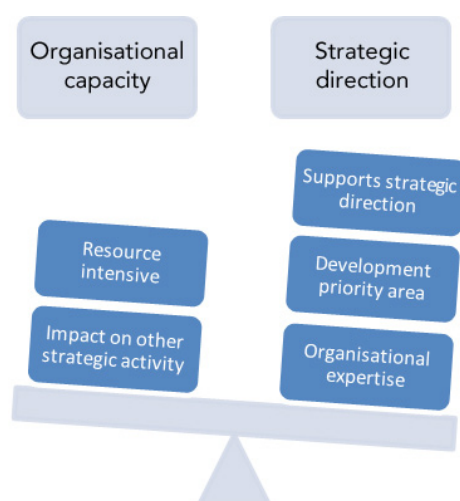 Organisational
capacity
Strategic
direction
Supports strategic
direction
Resource
intensive
Development
priority area
Impact on other
strategic activity
Organisational
expertise